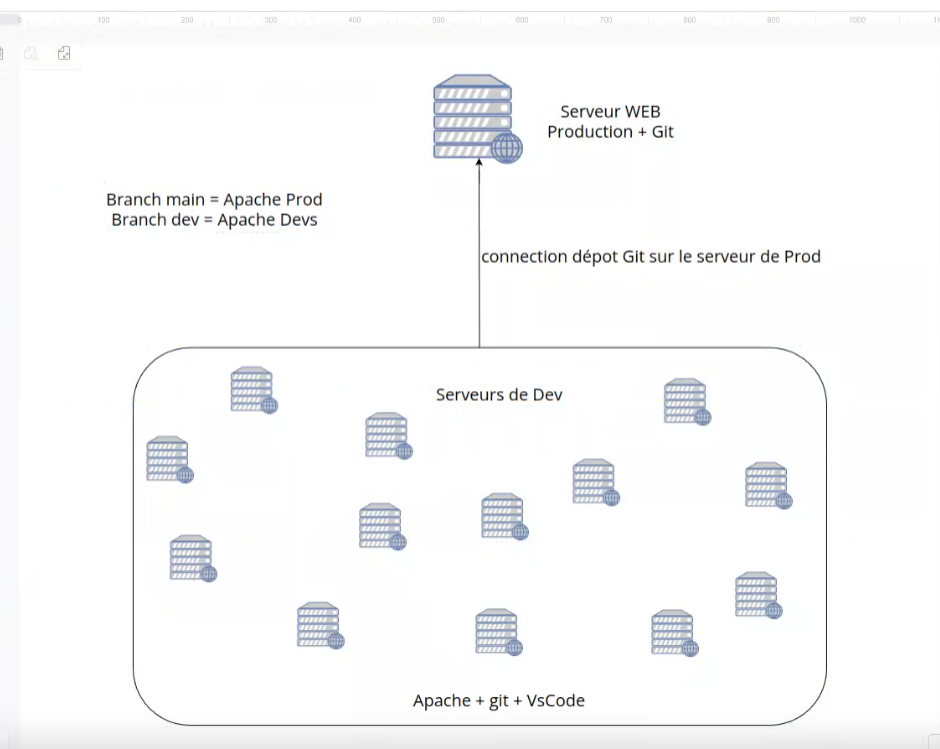 0 100 200 300 400 500 600 700 800 900 1000
Serveur WEB
Production + Git
Branch main = Apache Prod
Branch dev = Apache Devs
connection dépot Git sur le serveur de Prod
Serveurs de Dev
Apache + git + VsCode